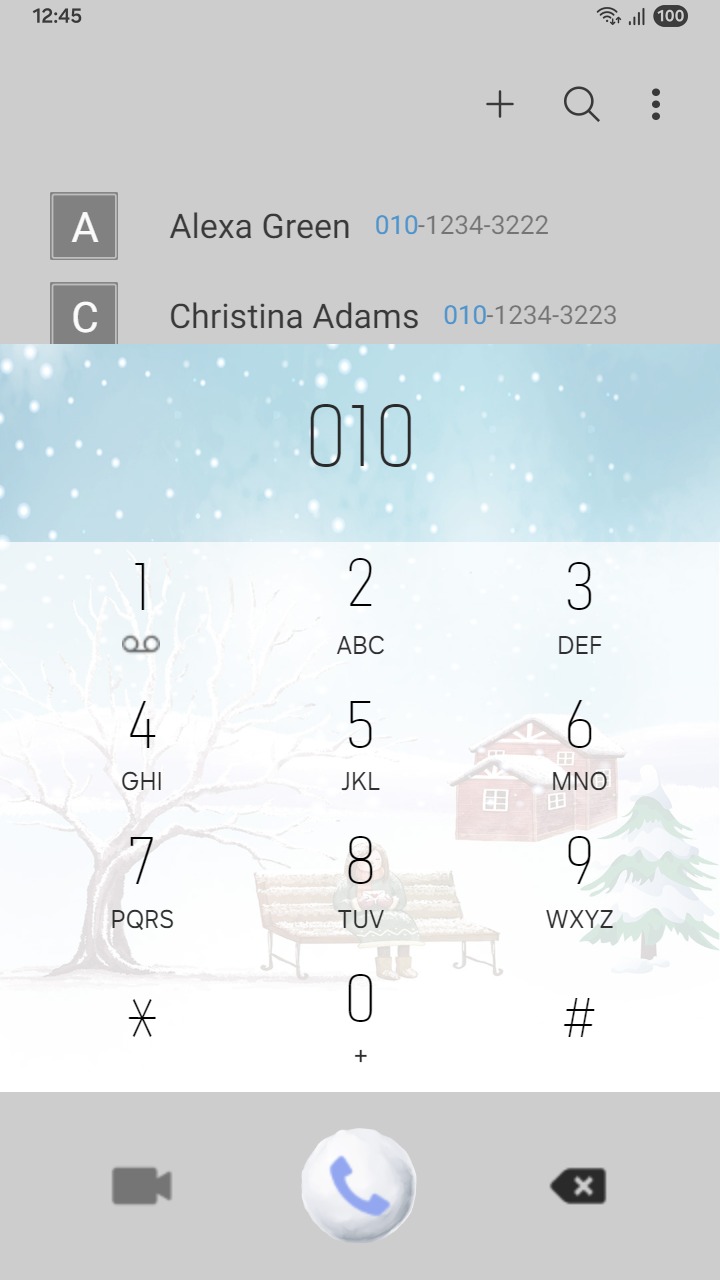 12:45 100
A Alexa Green 010-1234-3222
C Christina Adams 010-1234-3223
010
1 2 3
ABC DEF
4 5 6
GHI JKL MNO
7 8 9
PQRS TUV WXYZ
* 0 #
+